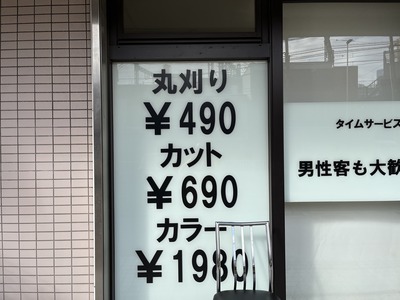 丸刈り
￥490
カット
￥690
カラー
￥1980
タイムサービス
男性客も大歓